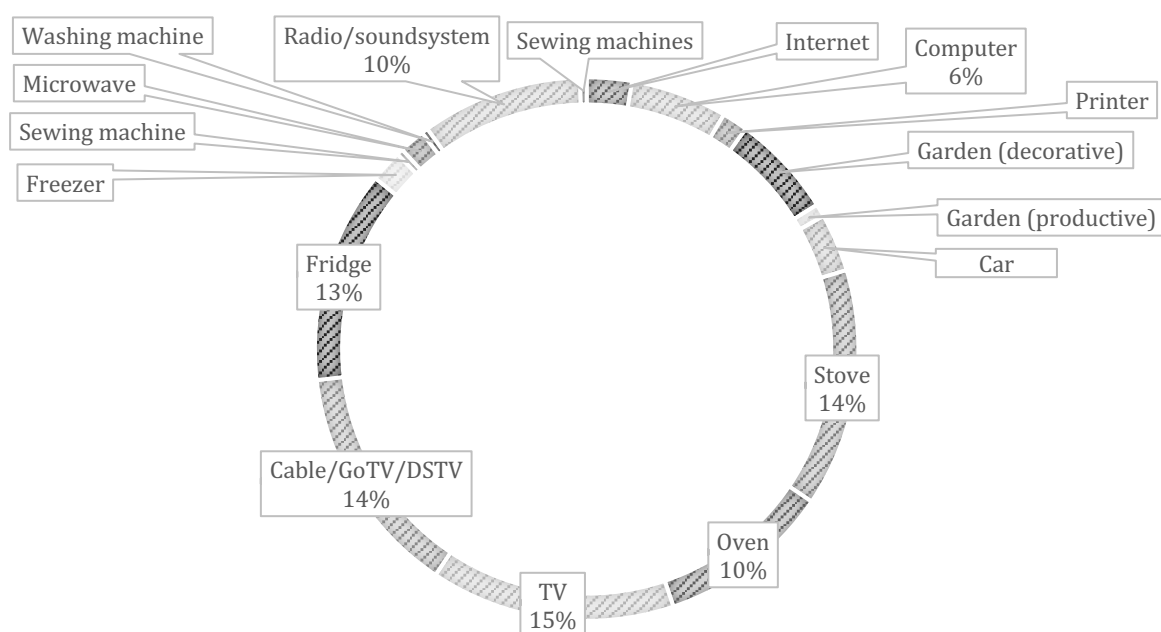 Washing machine
Radio/soundsystem
10%
Sewing machines
Internet
Computer
6%
Microwave
Printer
Sewing machine
Garden (decorative)
Freezer
Garden (productive)
Car
Fridge
13%
Stove
14%
Cable/GoTV/DSTV
14%
Oven
10%
TV
15%